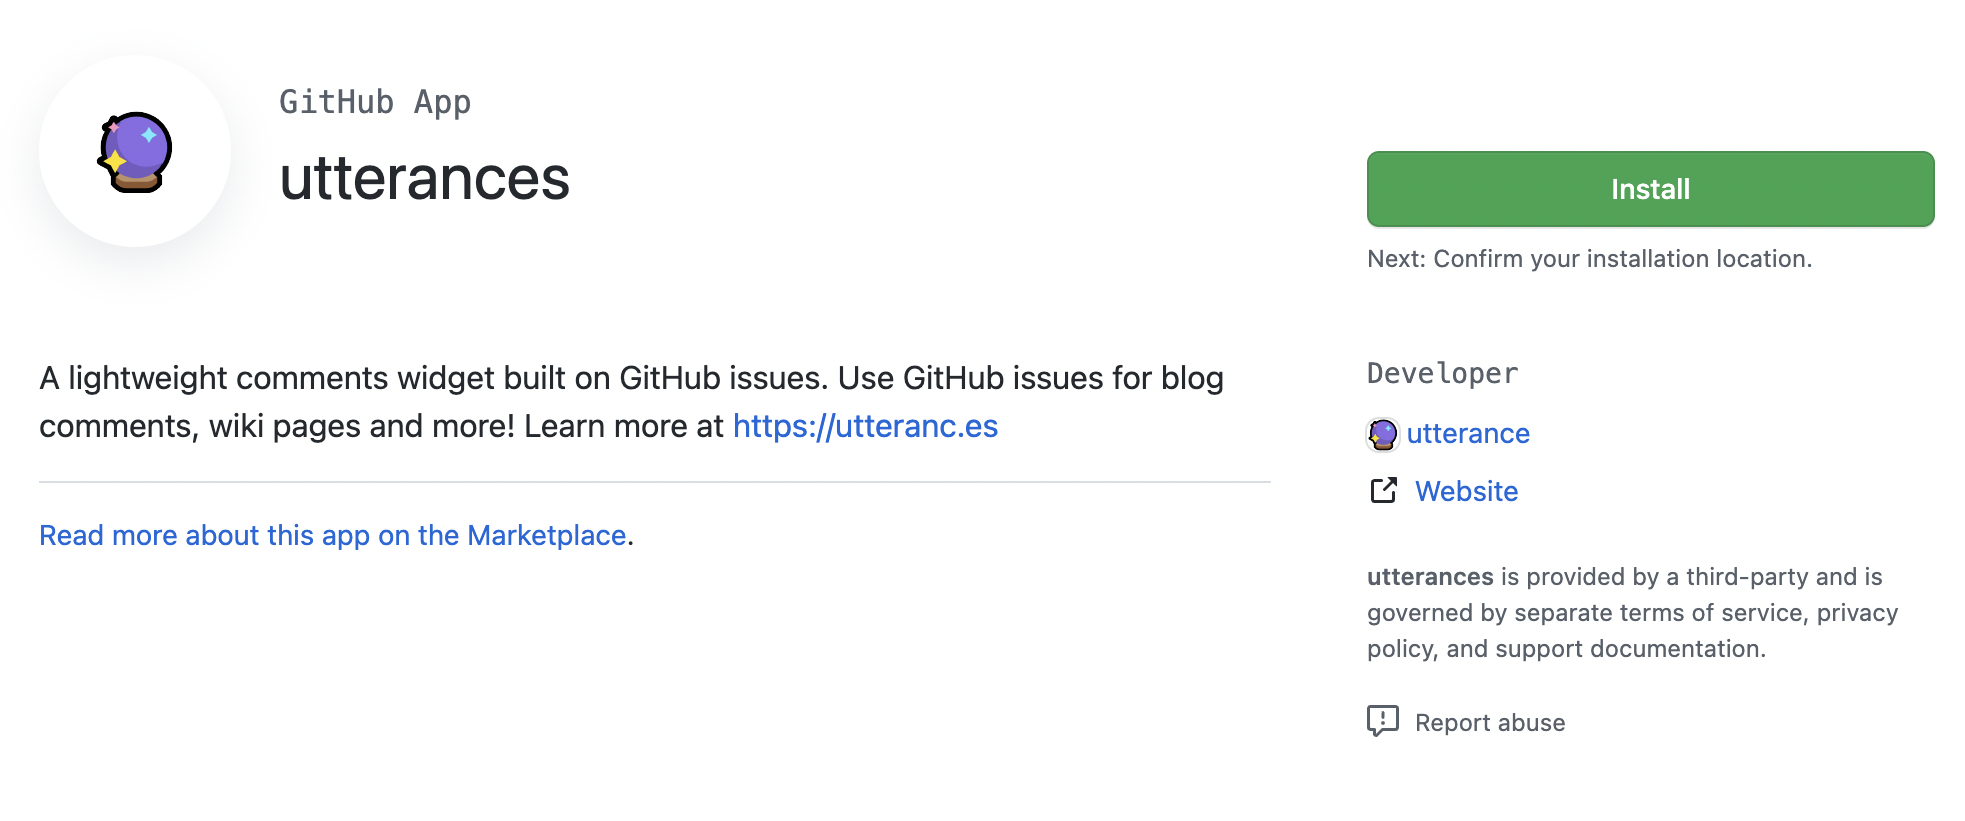 GitHub App
utterances
Install
Next: Confirm your installation location.
A lightweight comments widget built on GitHub issues. Use GitHub issues for blog
comments, wiki pages and more! Learn more at https://utteranc.es
Read more about this app on the Marketplace.
Developer
utterance
Website
utterances is provided by a third-party and is
governed by separate terms of service, privacy
policy, and support documentation.
Report abuse